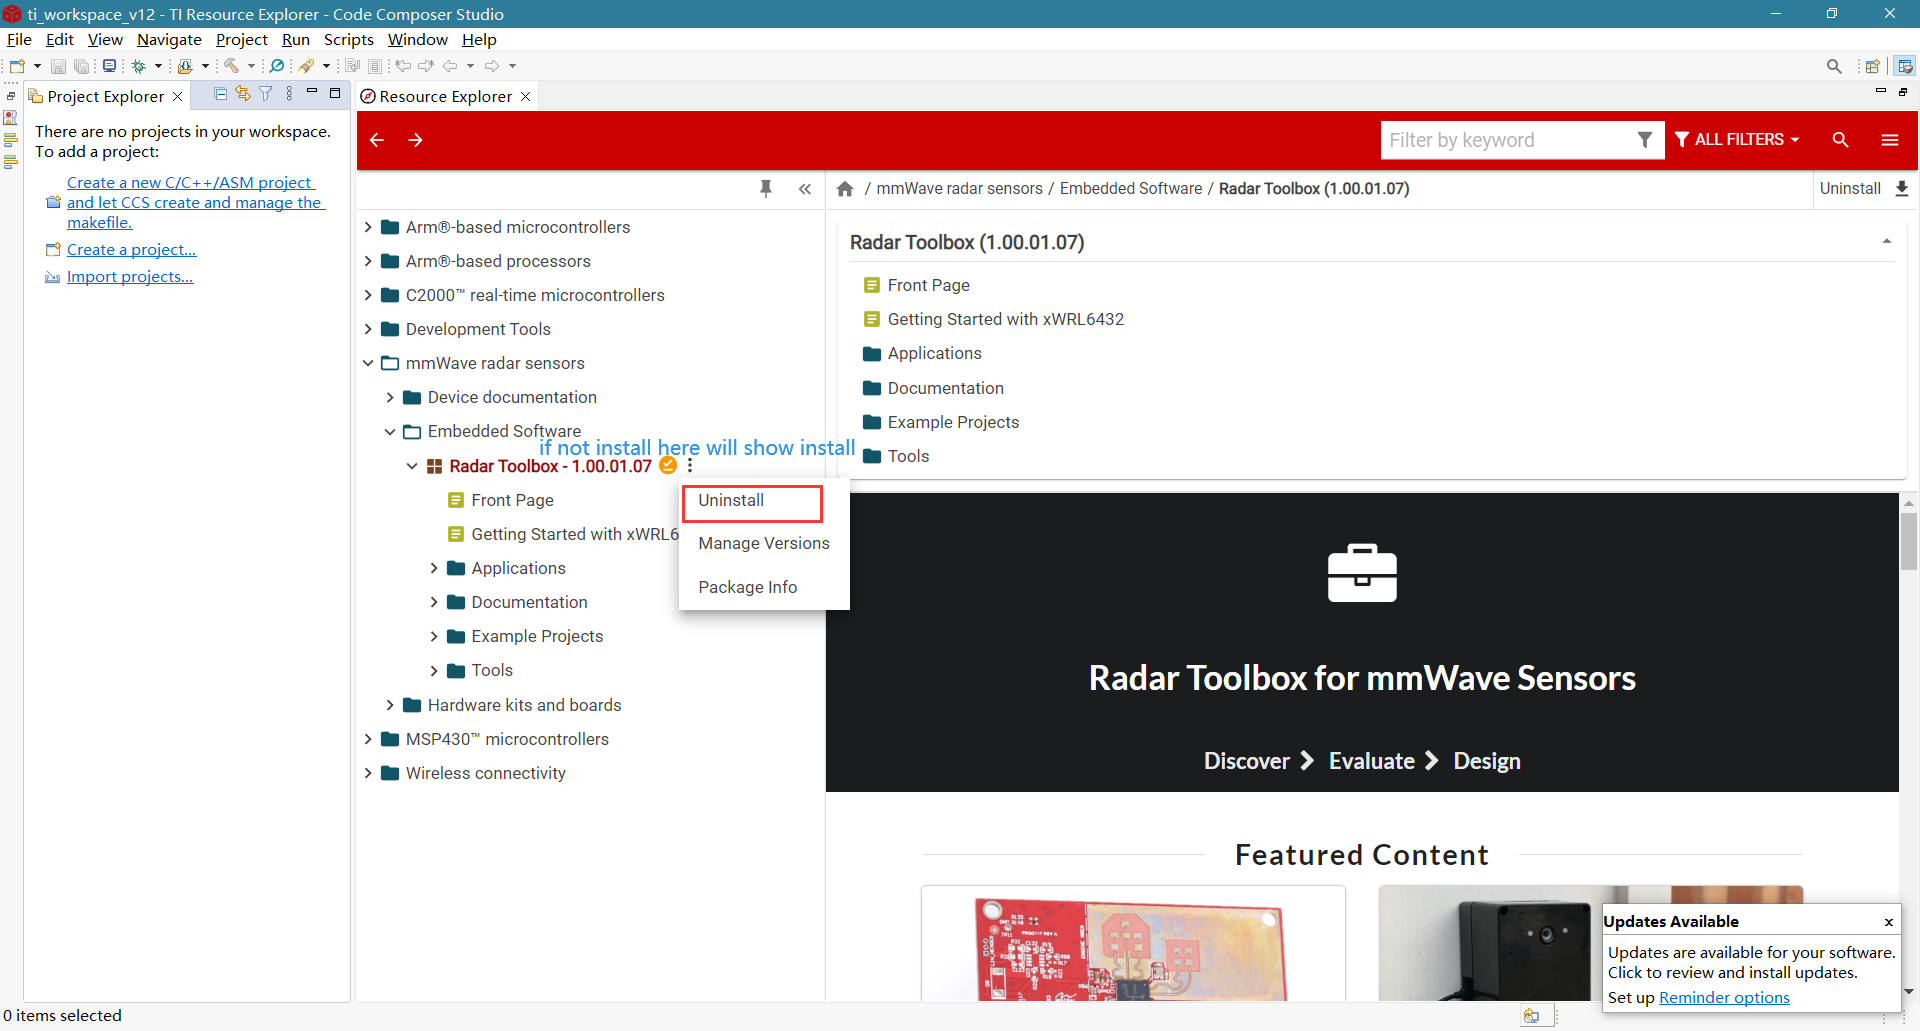 ti_workspace_v12 - TI Resource Explorer - Code Composer Studio
File Edit View Navigate Project Run Scripts Window Help
Project Explorer
There are no projects in your workspace.
To add a project:
Create a new C/C++/ASM project
and let CCS create and manage the
makefile.
Create a project...
Import projects...
Resource Explorer
Filter by keyword
ALL FILTERS
/ mmWave radar sensors / Embedded Software / Radar Toolbox (1.00.01.07)
Uninstall
Arm®-based microcontrollers
Arm®-based processors
C2000™ real-time microcontrollers
Development Tools
mmWave radar sensors
Device documentation
Embedded Software
if not install here will show install
Radar Toolbox - 1.00.01.07
Front Page
Getting Started with xWRL6
Applications
Documentation
Example Projects
Tools
Hardware kits and boards
MSP430™ microcontrollers
Wireless connectivity
Uninstall
Manage Versions
Package Info
Radar Toolbox (1.00.01.07)
Front Page
Getting Started with xWRL6432
Applications
Documentation
Example Projects
Tools
Radar Toolbox for mmWave Sensors
Discover Evaluate Design
Featured Content
Updates Available
Updates are available for your software.
Click to review and install updates.
Set up Reminder options
0 items selected